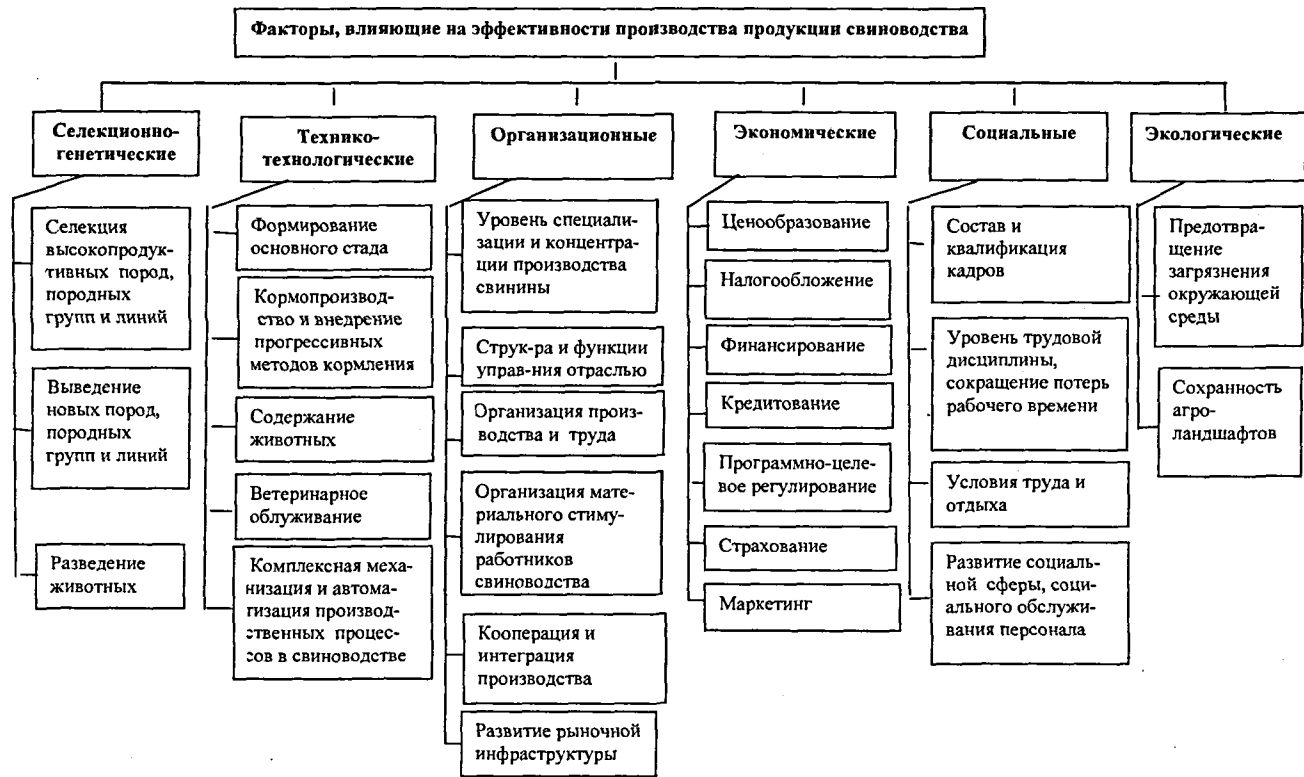 Факторы, влияющие на эффективности производства продукции свиноводства
Селекционно-
генетические
Селекция
высокопродук-
тивных пород,
породных
групп и линий
Выведение
новых пород,
породных
групп и линий
Разведение
животных
Технико-
технологические
Формирование
основного стада
Кормопроизвод-
ство и внедрение
прогрессивных
методов кормления
Содержание
животных
Ветеринарное
облуживание
Комплексная меха-
низация и автома-
тизация производ-
ственных процес-
сов в свиноводстве
Организационные
Уровень специали-
зации и концентра-
ции производства
свинины
Струк-ра и функции
управ-ния отраслью
Организация произ-
водства и труда
Организация мате-
риального стиму-
лирования
работников
свиноводства
Кооперация и
интеграция
производства
Развитие рыночной
инфраструктуры
Экономические
Ценообразование
Налогообложение
Финансирование
Кредитование
Программно-целе-
вое регулирование
Страхование
Маркетинг
Социальные
Состав и
квалификация
кадров
Уровень трудовой
дисциплины,
сокращение потерь
рабочего времени
Условия труда и
отдыха
Развитие социаль-
ной сферы, соци-
ального обслужи-
вания персонала
Экологические
Предотвра-
щение
загрязнения
окружающей
среды
Сохранность
агро-
ландшафтов